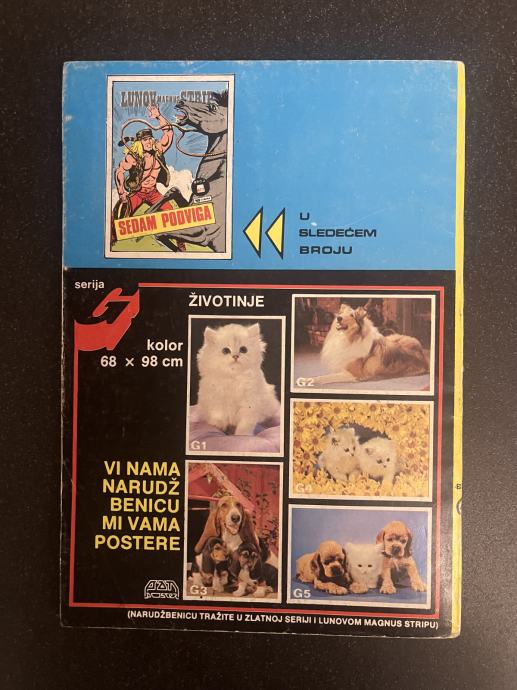 LUNOV MAGNUS STRIP
SEDAM PODVIGA
U
SLEDEĆEM
BROJU
serija
G
ŽIVOTINJE
kolor
68 × 98 cm
G1
G2
G4
VI NAMA
NARUDŽ
BENICU
MI VAMA
POSTERE
G3
G5
(NARUDŽBENICU TRAŽITE U ZLATNOJ SERIJI I LUNOVOM MAGNUS STRIPU)